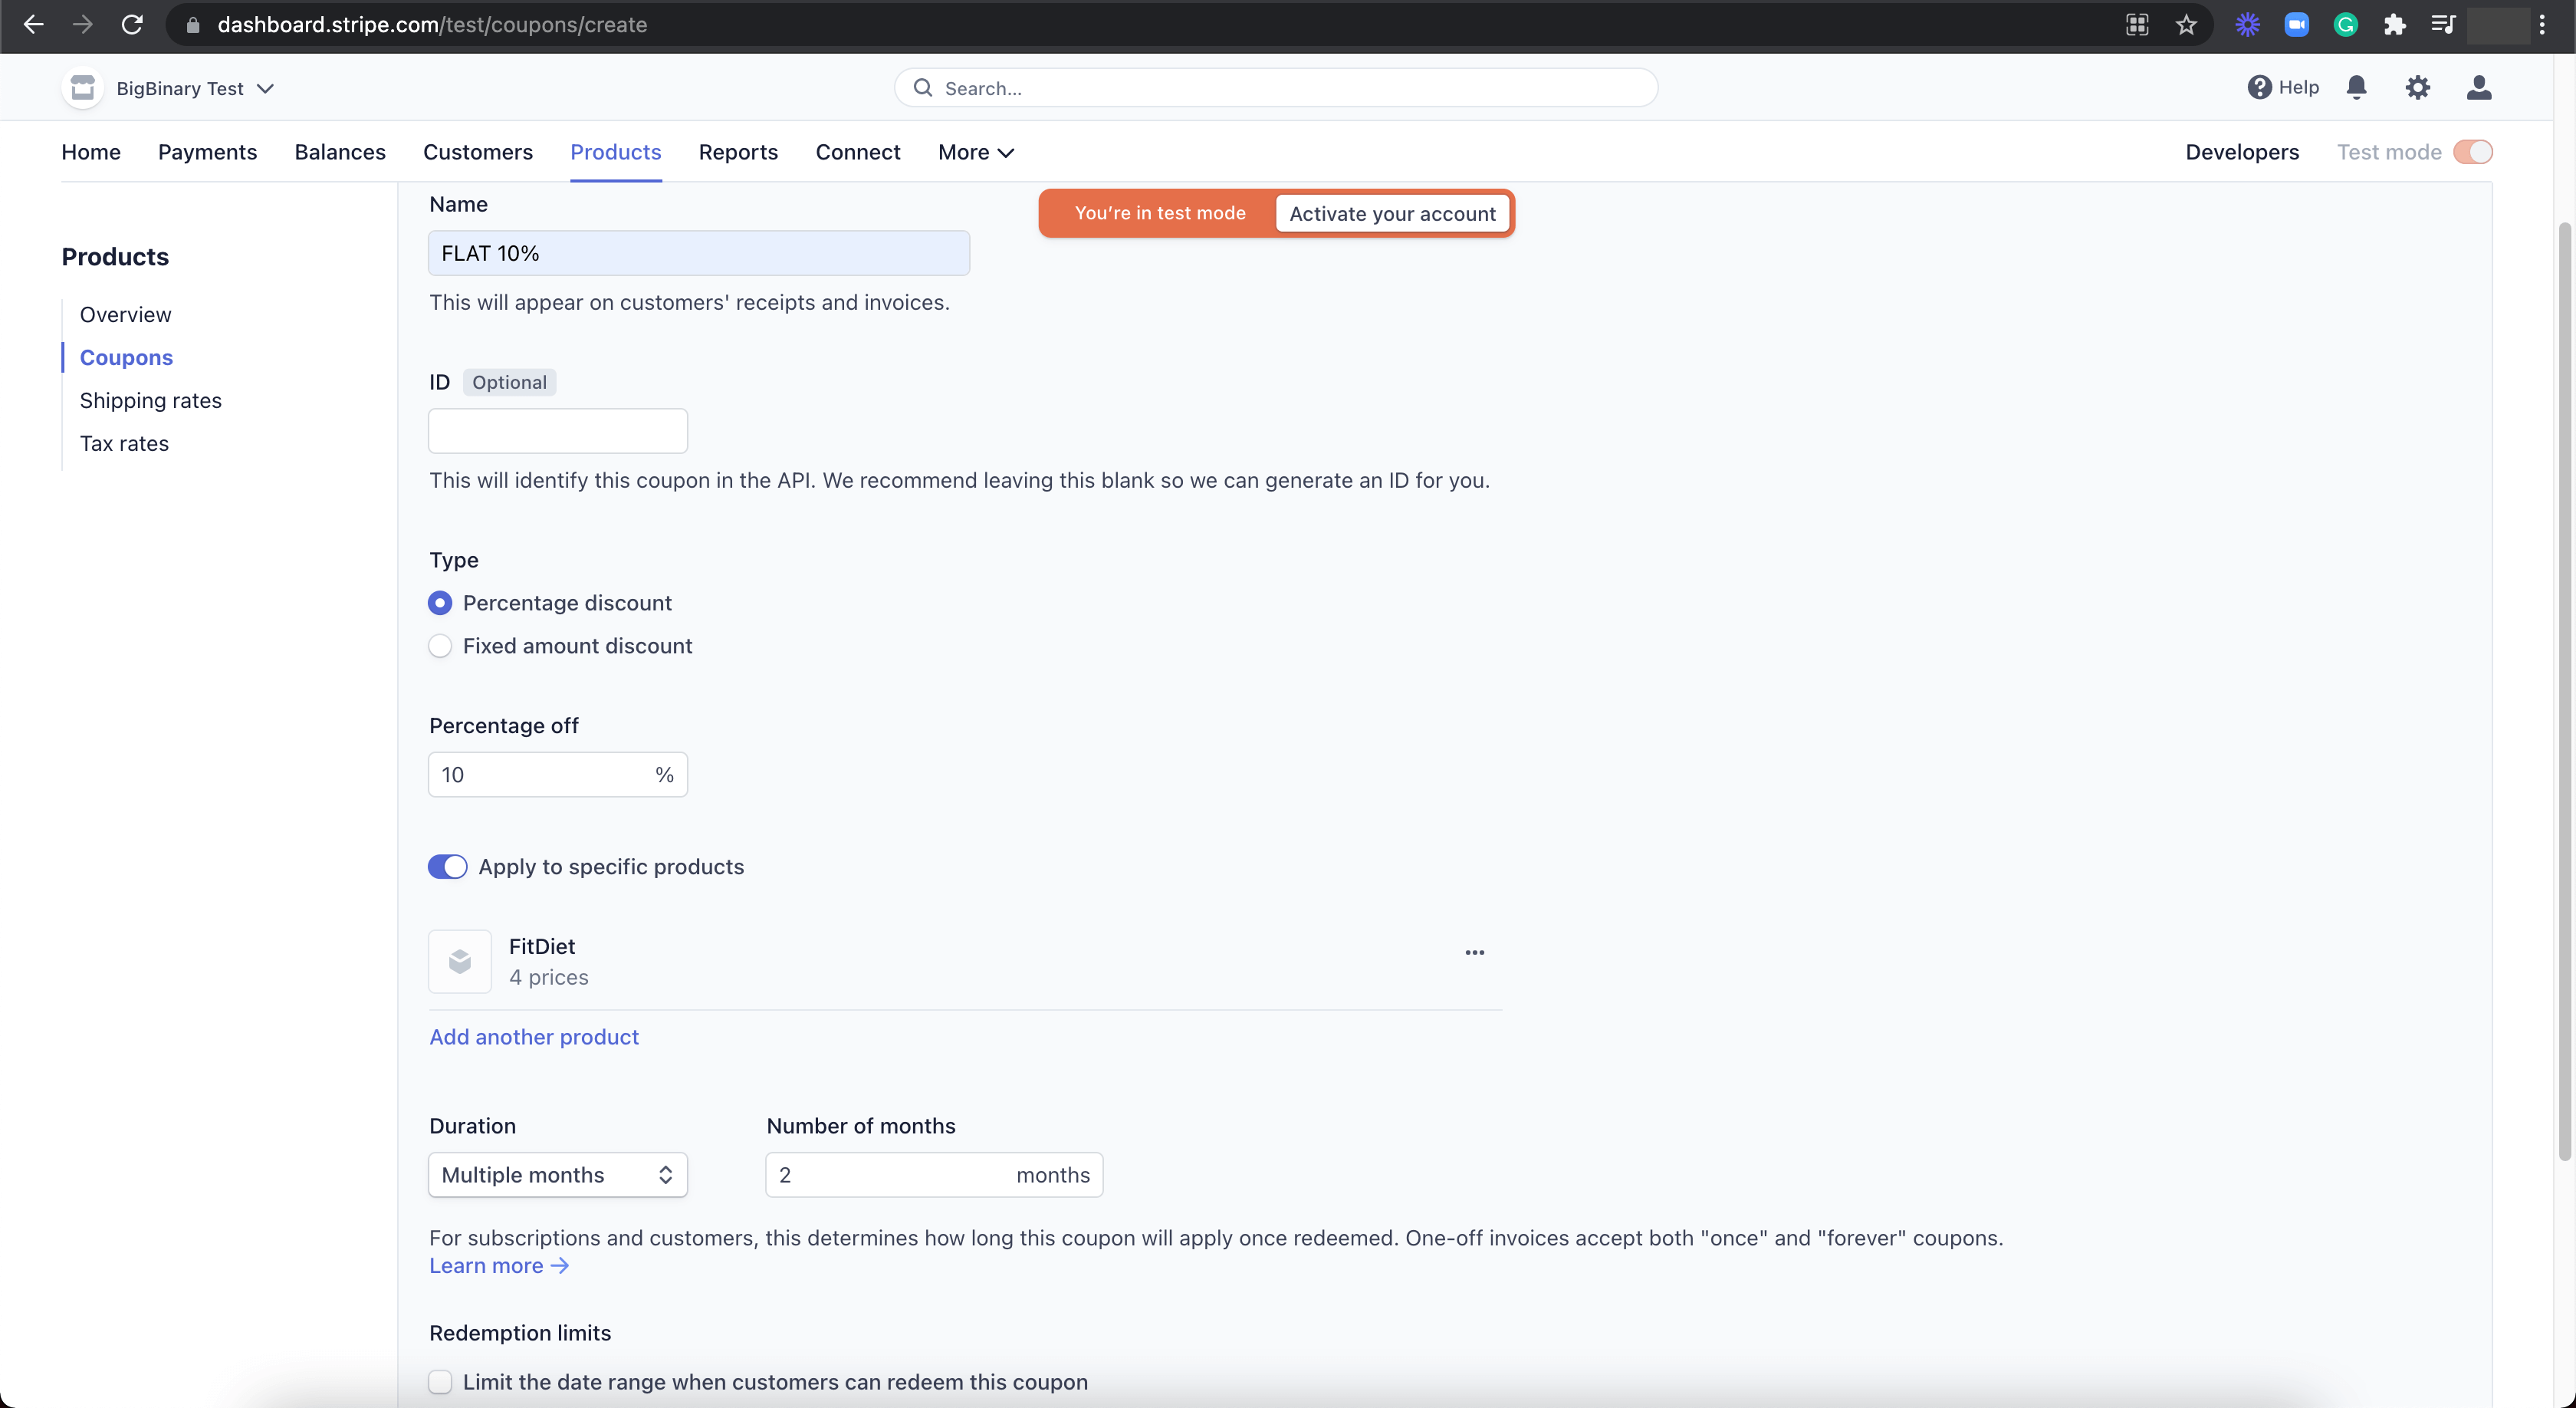 dashboard.stripe.com/test/coupons/create
BigBinary Test
Search...
Help
Home Payments Balances Customers Products Reports Connect More
Developers Test mode
You’re in test mode Activate your account
Products
Overview
Coupons
Shipping rates
Tax rates
Name
FLAT 10%
This will appear on customers' receipts and invoices.
ID Optional
This will identify this coupon in the API. We recommend leaving this blank so we can generate an ID for you.
Type
Percentage discount
Fixed amount discount
Percentage off
10 %
Apply to specific products
FitDiet
4 prices
Add another product
Duration Number of months
Multiple months 2 months
For subscriptions and customers, this determines how long this coupon will apply once redeemed. One-off invoices accept both "once" and "forever" coupons.
Learn more →
Redemption limits
Limit the date range when customers can redeem this coupon